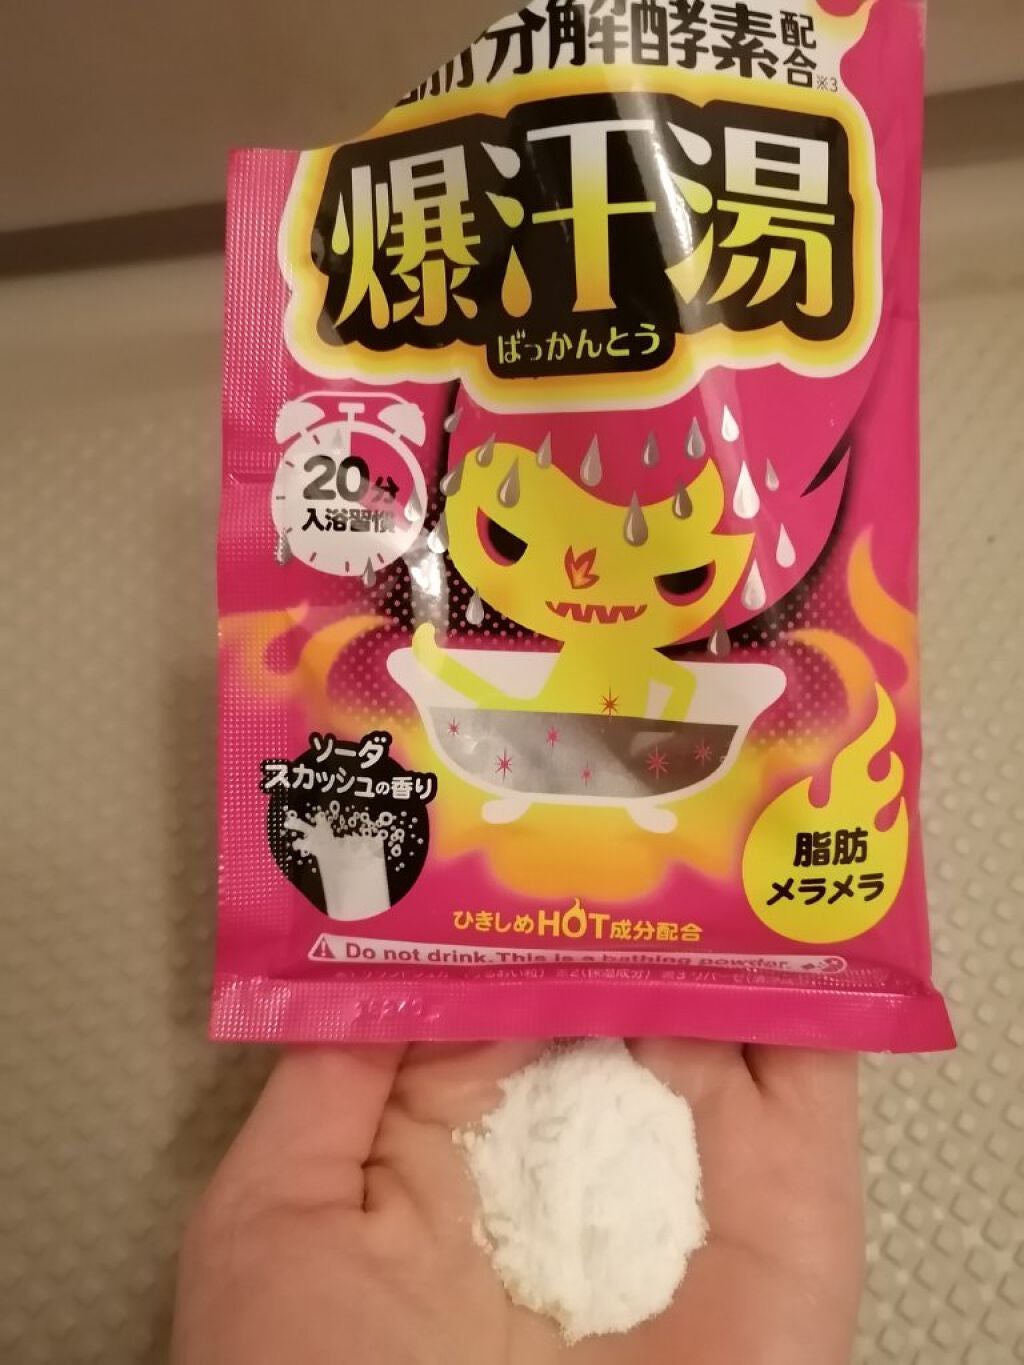 分解酵素配合※3
爆汗湯
ばっかんとう
20分
入浴習慣
ソーダ
スカッシュの香り
脂肪
メラメラ
ひきしめHOT成分配合
Do not drink. This is a bathing powder.